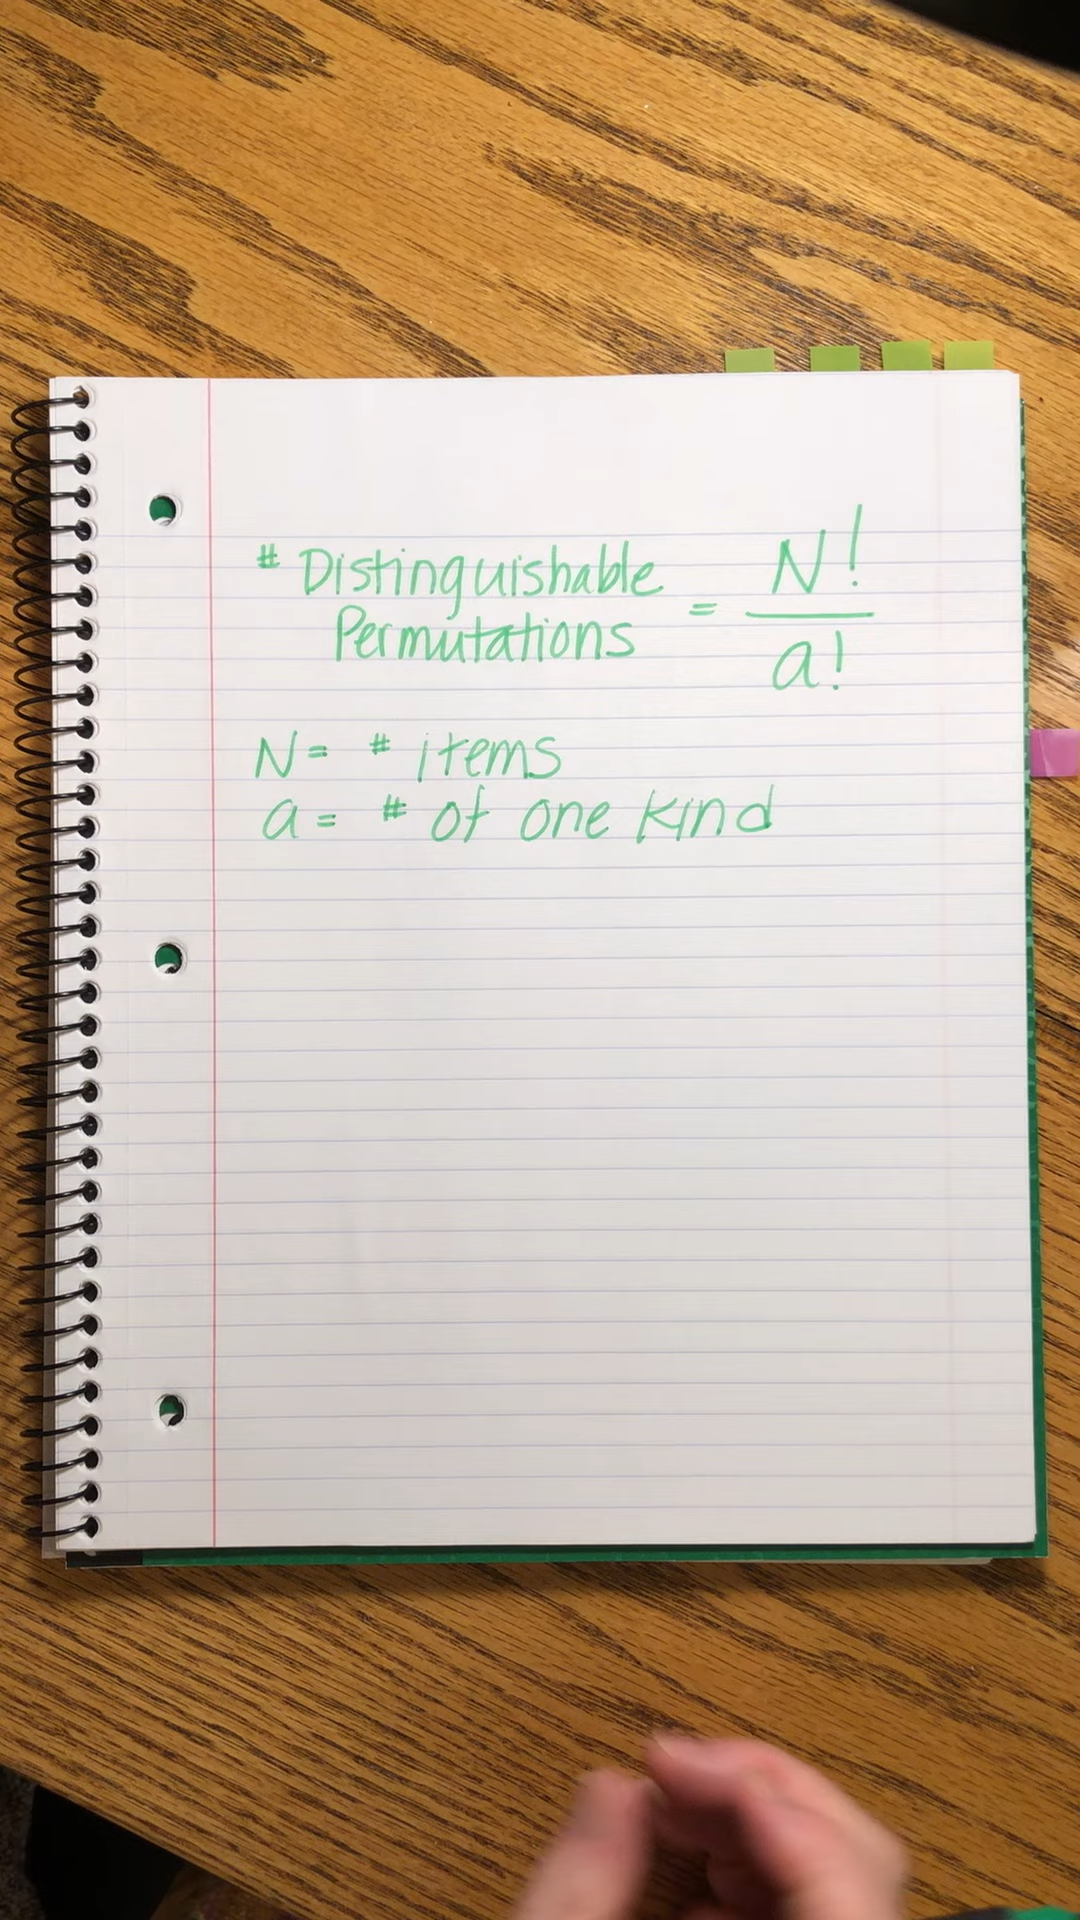 # Distinguishable Permutations = N! / a!
N = # items
a = # of one kind